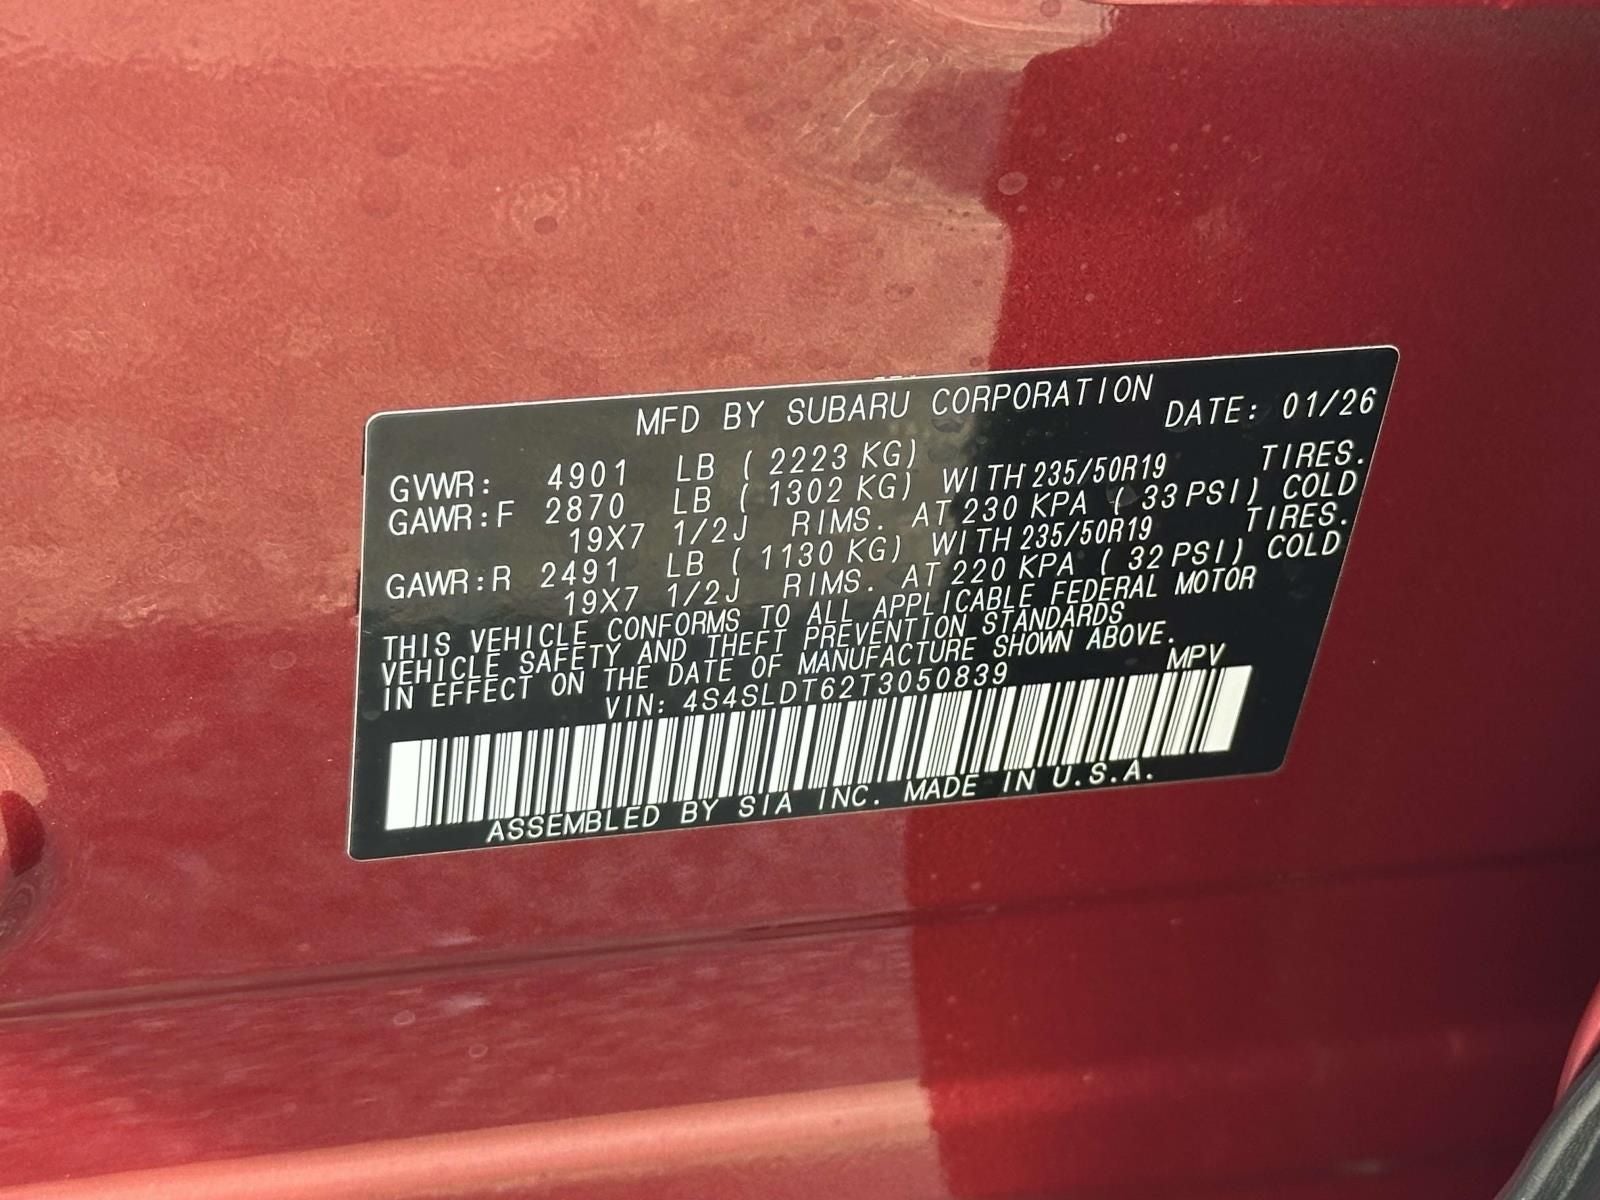 MFD BY SUBARU CORPORATION DATE: 01/26
GVWR: 4901 LB ( 2223 KG)
GAWR:F 2870 LB ( 1302 KG) WITH 235/50R19 TIRES.
19X7 1/2J RIMS. AT 230 KPA ( 33 PSI) COLD
GAWR:R 2491 LB ( 1130 KG) WITH 235/50R19 TIRES.
19X7 1/2J RIMS. AT 220 KPA ( 32 PSI) COLD
THIS VEHICLE CONFORMS TO ALL APPLICABLE FEDERAL MOTOR
VEHICLE SAFETY AND THEFT PREVENTION STANDARDS
IN EFFECT ON THE DATE OF MANUFACTURE SHOWN ABOVE.
VIN: 4S4SLDT62T3050839 MPV
ASSEMBLED BY SIA INC. MADE IN U.S.A.